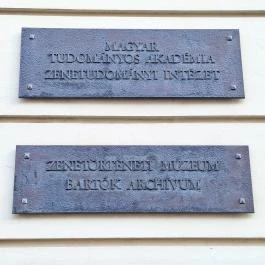 MAGYAR
TUDOMÁNYOS AKADÉMIA
ZENETUDOMÁNYI INTÉZET
ZENETÖRTÉNETI MÚZEUM
BARTÓK ARCHÍVUM